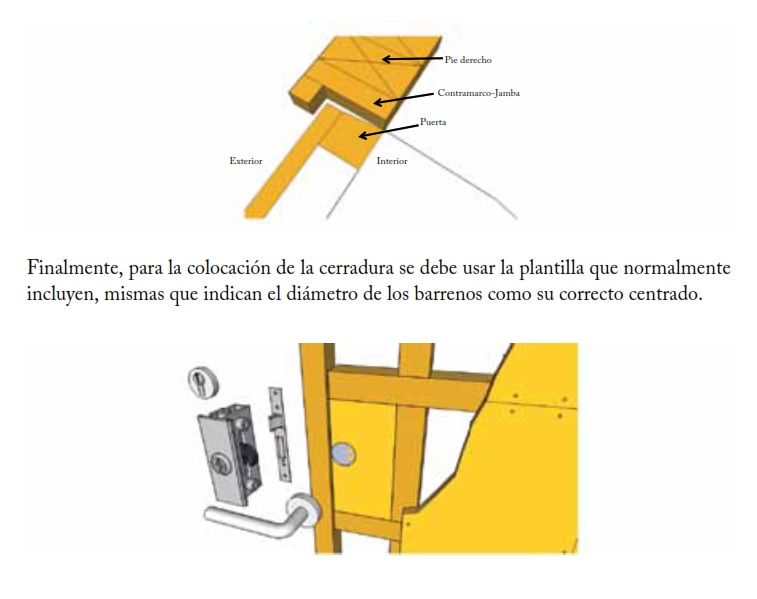 Pie derecho
Contramarco-Jamba
Puerta
Exterior
Interior
Finalmente, para la colocación de la cerradura se debe usar la plantilla que normalmente
incluyen, mismas que indican el diámetro de los barrenos como su correcto centrado.